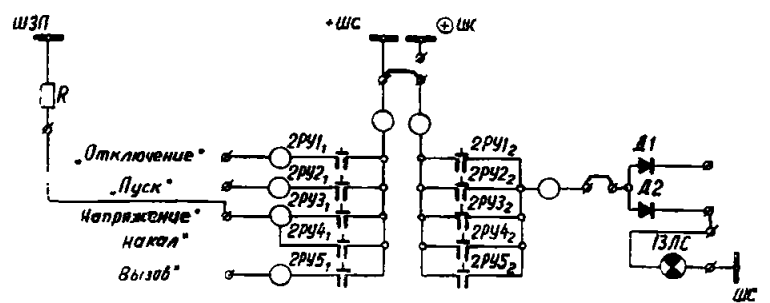 ШЗП
+ШС
⊕ШК
R
2РУ1₁
2РУ1₂
Д1
„Отключение"
2РУ2₁
2РУ2₂
Д2
„Пуск"
2РУ3₁
2РУ3₂
„Напряжение
накал"
2РУ4₁
2РУ4₂
13ЛС
Вызов"
2РУ5₁
2РУ5₂
ШС